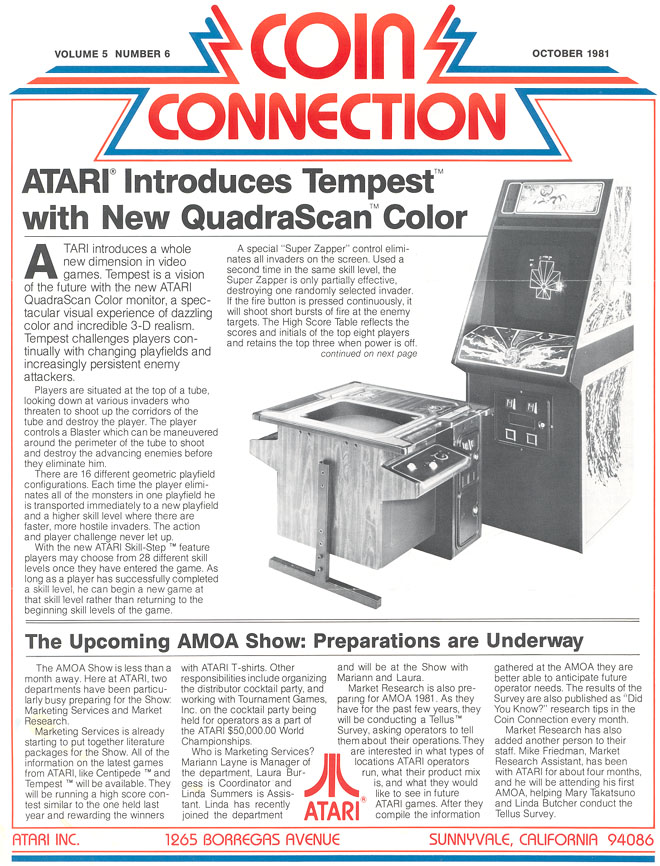 VOLUME 5 NUMBER 6
COIN
OCTOBER 1981
CONNECTION
ATARI® Introduces Tempest™
with New QuadraScan™ Color
ATARI introduces a whole
new dimension in video
games. Tempest is a vision
of the future with the new ATARI
QuadraScan Color monitor, a spec-
tacular visual experience of dazzling
color and incredible 3-D realism.
Tempest challenges players con-
tinually with changing playfields and
increasingly persistent enemy
attackers.
Players are situated at the top of a tube,
looking down at various invaders who
threaten to shoot up the corridors of the
tube and destroy the player. The player
controls a Blaster which can be maneuvered
around the perimeter of the tube to shoot
and destroy the advancing enemies before
they eliminate him.
There are 16 different geometric playfield
configurations. Each time the player elimi-
nates all of the monsters in one playfield he
is transported immediately to a new playfield
and a higher skill level where there are
faster, more hostile invaders. The action
and player challenge never let up.
With the new ATARI Skill-Step ™ feature
players may choose from 28 different skill
levels once they have entered the game. As
long as a player has successfully completed
a skill level, he can begin a new game at
that skill level rather than returning to the
beginning skill levels of the game.
A special "Super Zapper" control elimi-
nates all invaders on the screen. Used a
second time in the same skill level, the
Super Zapper is only partially effective,
destroying one randomly selected invader.
If the fire button is pressed continuously, it
will shoot short bursts of fire at the enemy
targets. The High Score Table reflects the
scores and initials of the top eight players
and retains the top three when power is off.
continued on next page
The Upcoming AMOA Show: Preparations are Underway
The AMOA Show is less than a
month away. Here at ATARI, two
departments have been particu-
larly busy preparing for the Show:
Marketing Services and Market
Research.
Marketing Services is already
starting to put together literature
packages for the Show. All of the
information on the latest games
from ATARI, like Centipede ™ and
Tempest ™ will be available. They
will be running a high score con-
test similar to the one held last
year and rewarding the winners
with ATARI T-shirts. Other
responsibilities include organizing
the distributor cocktail party, and
working with Tournament Games,
Inc. on the cocktail party being
held for operators as a part of
the ATARI $50,000.00 World
Championships.
Who is Marketing Services?
Mariann Layne is Manager of
the department, Laura Bur-
gess is Coordinator and
Linda Summers is Assis-
tant. Linda has recently
joined the department
and will be at the Show with
Mariann and Laura.
Market Research is also pre-
paring for AMOA 1981. As they
have for the past few years, they
will be conducting a Tellus™
Survey, asking operators to tell
them about their operations. They
are interested in what types of
locations ATARI operators
run, what their product mix
is, and what they would
like to see in future
ATARI games. After they
compile the information
gathered at the AMOA they are
better able to anticipate future
operator needs. The results of the
Survey are also published as "Did
You Know?" research tips in the
Coin Connection every month.
Market Research has also
added another person to their
staff. Mike Friedman, Market
Research Assistant, has been
with ATARI for about four months,
and he will be attending his first
AMOA, helping Mary Takatsuno
and Linda Butcher conduct the
Tellus Survey.
ATARI®
ATARI INC.
1265 BORREGAS AVENUE
SUNNYVALE, CALIFORNIA 94086